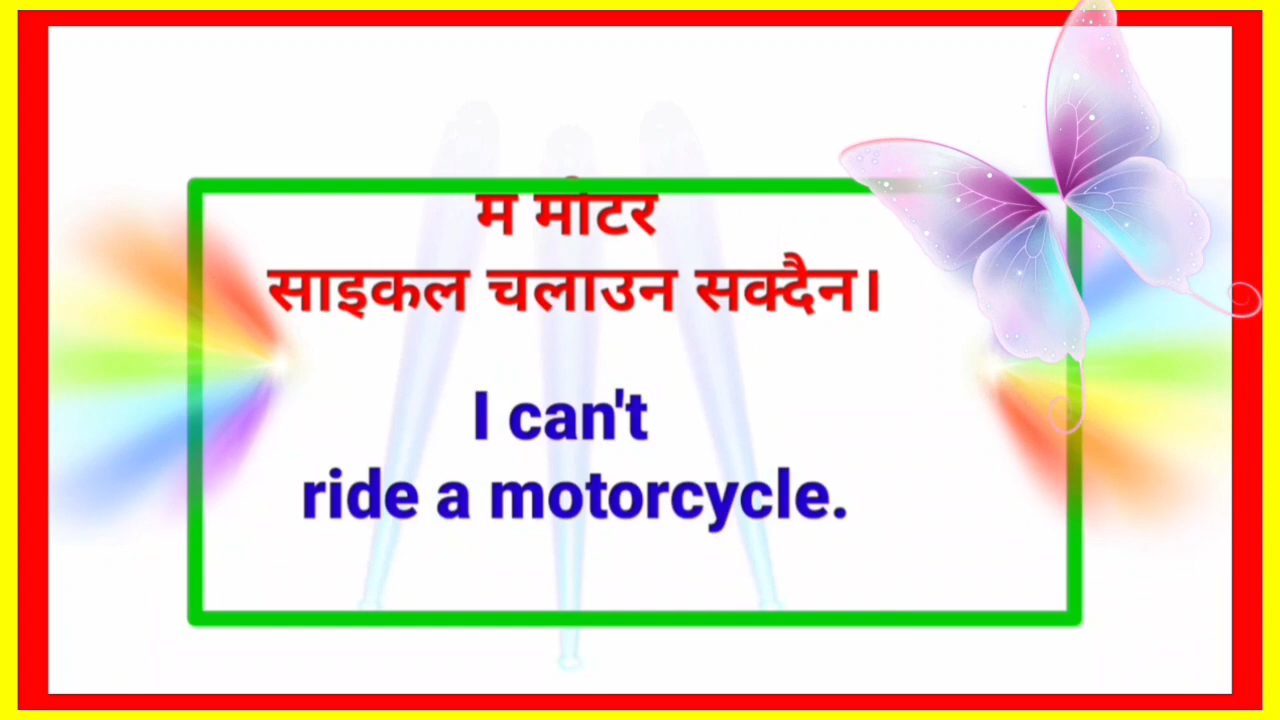 म मोटर
साइकल चलाउन सक्दैन।
I can't
ride a motorcycle.